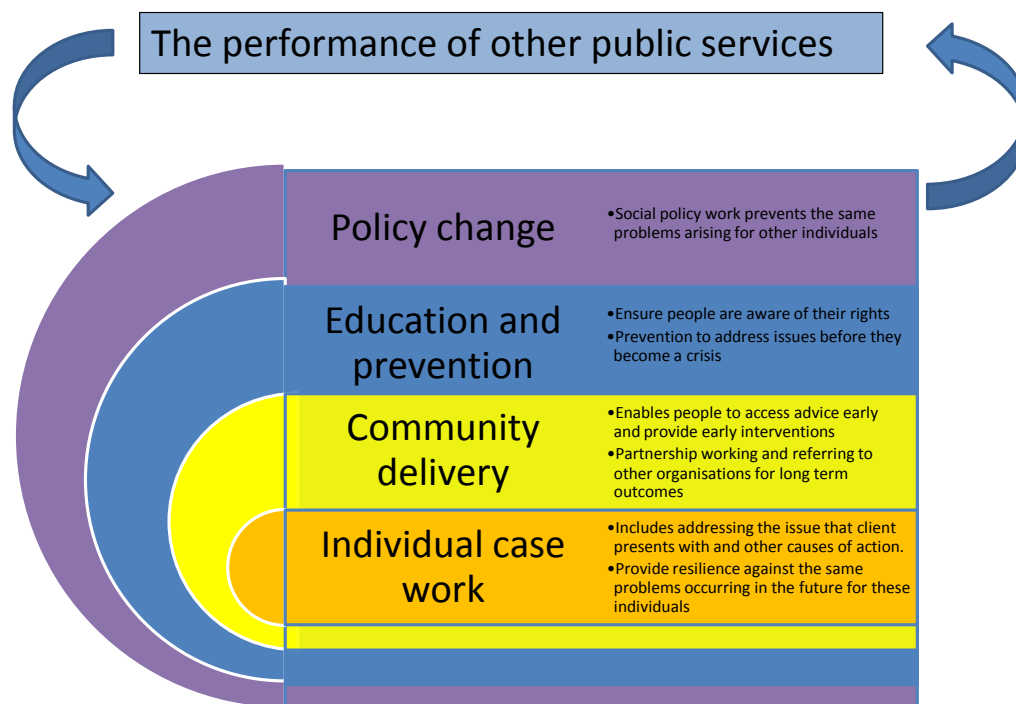 The performance of other public services
Policy change
•Social policy work prevents the same
problems arising for other individuals
Education and
prevention
•Ensure people are aware of their rights
•Prevention to address issues before they
become a crisis
Community
delivery
•Enables people to access advice early
and provide early interventions
•Partnership working and referring to
other organisations for long term
outcomes
Individual case
work
•Includes addressing the issue that client
presents with and other causes of action.
•Provide resilience against the same
problems occurring in the future for these
individuals